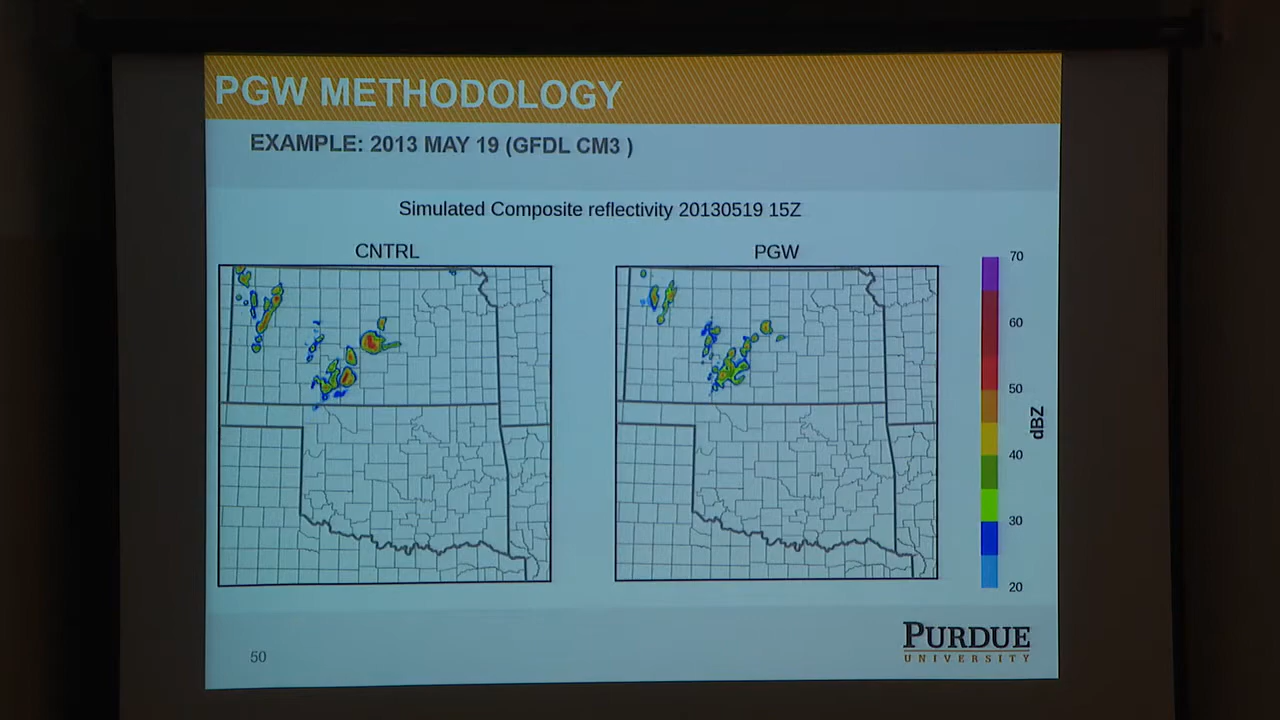 PGW METHODOLOGY
EXAMPLE: 2013 MAY 19 (GFDL CM3 )
Simulated Composite reflectivity 20130519 15Z
CNTRL
PGW
70
60
50
40
30
20
dBZ
50
PURDUE
UNIVERSITY